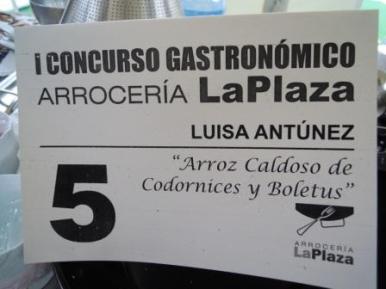 I CONCURSO GASTRONÓMICO
ARROCERÍA LaPlaza
LUISA ANTÚNEZ
5
"Arroz Caldoso de
Codornices y Boletus"
ARROCERÍA
LaPlaza